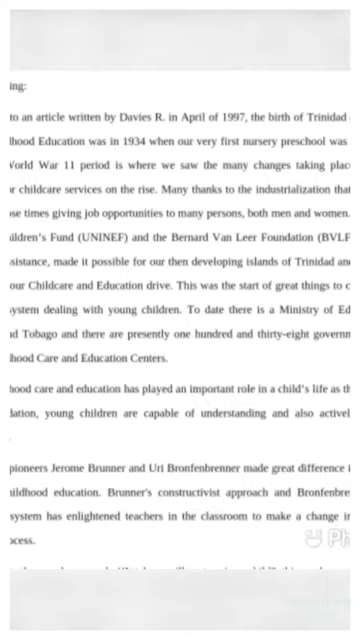 ing:
to an article written by Davies R. in April of 1997, the birth of Trinidad
lhood Education was in 1934 when our very first nursery preschool was
World War 11 period is where we saw the many changes taking plac
r childcare services on the rise. Many thanks to the industrialization that
ose times giving job opportunities to many persons, both men and women.
ildren's Fund (UNINEF) and the Bernard Van Leer Foundation (BVLF
sistance, made it possible for our then developing islands of Trinidad and
our Childcare and Education drive. This was the start of great things to c
system dealing with young children. To date there is a Ministry of Ed
nd Tobago and there are presently one hundred and thirty-eight governm
lhood Care and Education Centers.
hood care and education has played an important role in a child's life as th
dation, young children are capable of understanding and also activel
pioneers Jerome Brunner and Uri Bronfenbrenner made great difference i
hildhood education. Brunner's constructivist approach and Bronfenbre
system has enlightened teachers in the classroom to make a change in
ocess.
Ph